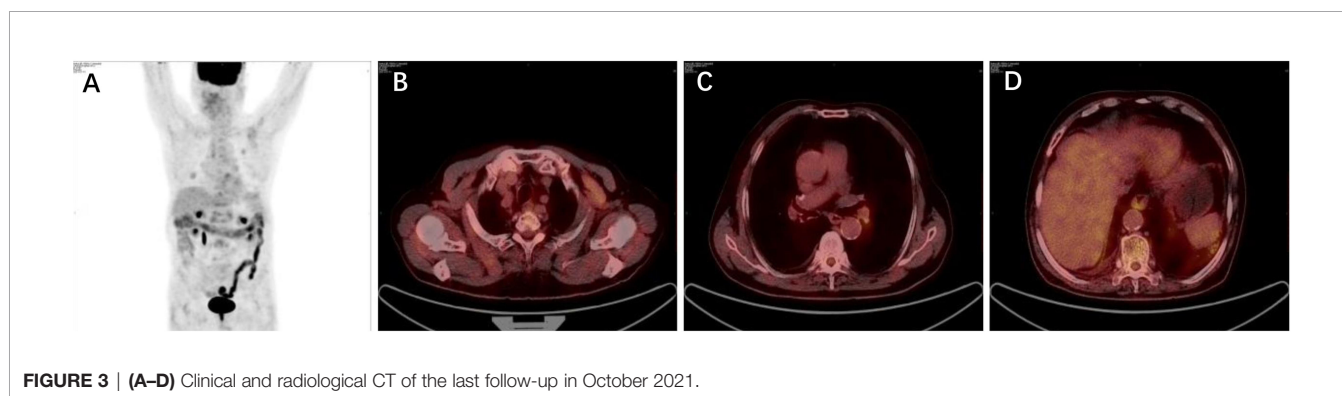 A
B
C
D
FIGURE 3 | (A–D) Clinical and radiological CT of the last follow-up in October 2021.